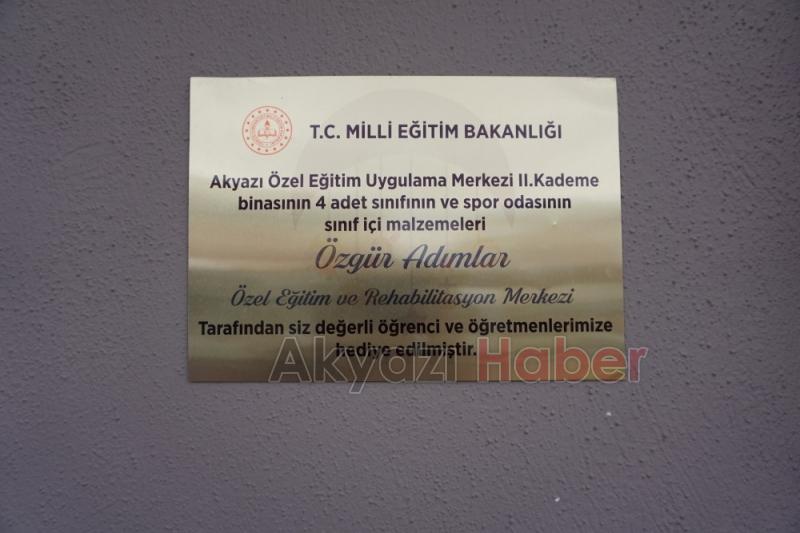 T.C. MİLLİ EĞİTİM BAKANLIĞI
Akyazı Özel Eğitim Uygulama Merkezi II.Kademe
binasının 4 adet sınıfının ve spor odasının
sınıf içi malzemeleri
Özgür Adımlar
Özel Eğitim ve Rehabilitasyon Merkezi
Tarafından siz değerli öğrenci ve öğretmenlerimize
hediye edilmiştir.
Akyazi Haber